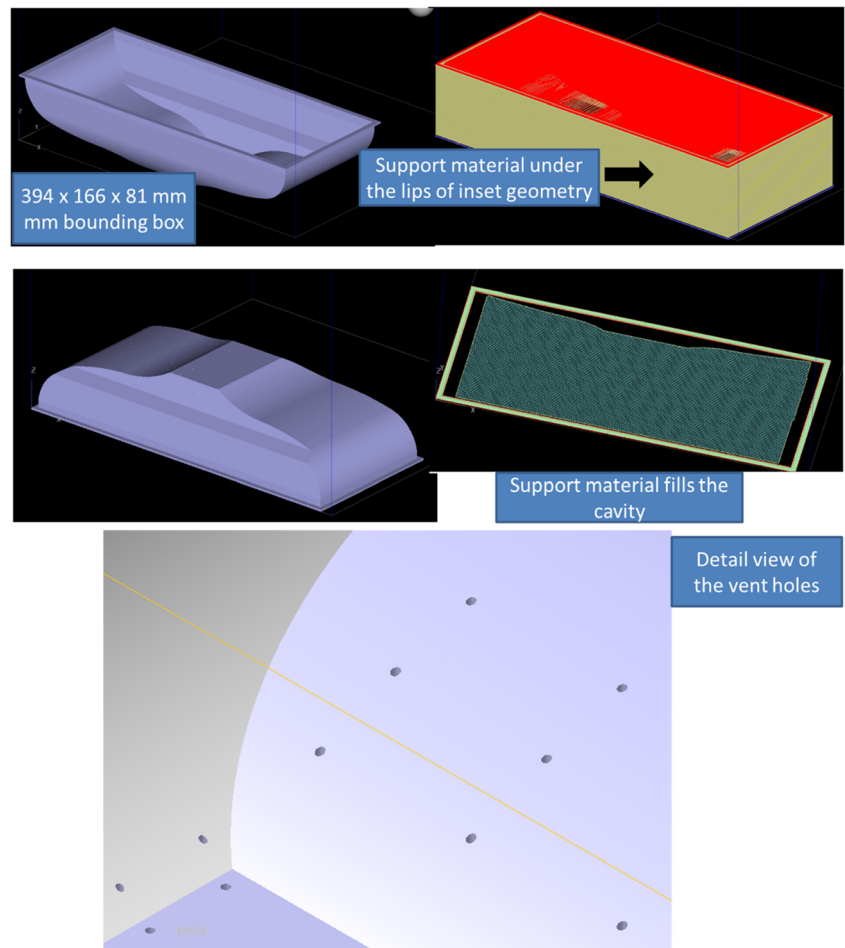 Support material under
the lips of inset geometry
394 x 166 x 81 mm
mm bounding box
Z
Y
X
Z
X
Z
X
X
Support material fills the
cavity
Detail view of
the vent holes
solid